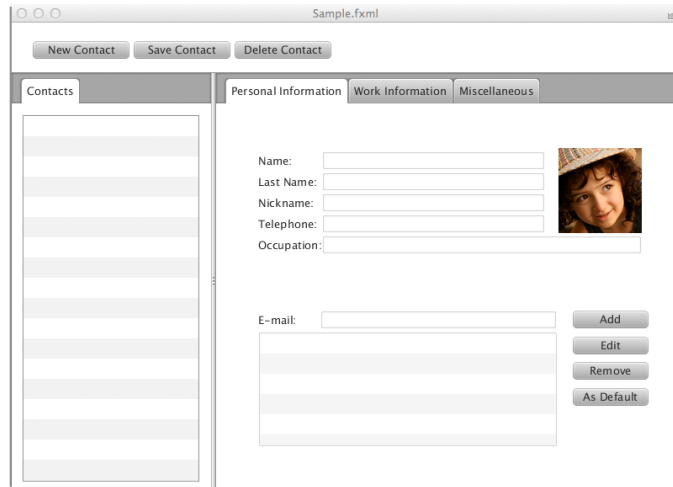 Sample.fxml
New Contact Save Contact Delete Contact
Contacts
Personal Information Work Information Miscellaneous
Name:
Last Name:
Nickname:
Telephone:
Occupation:
E-mail:
Add
Edit
Remove
As Default